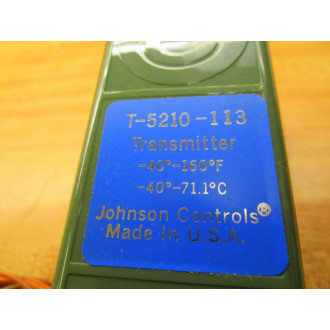 T-5210-113
Transmitter
-40°-160°F
-40°-71.1°C
Johnson Controls®
Made In U.S.A.